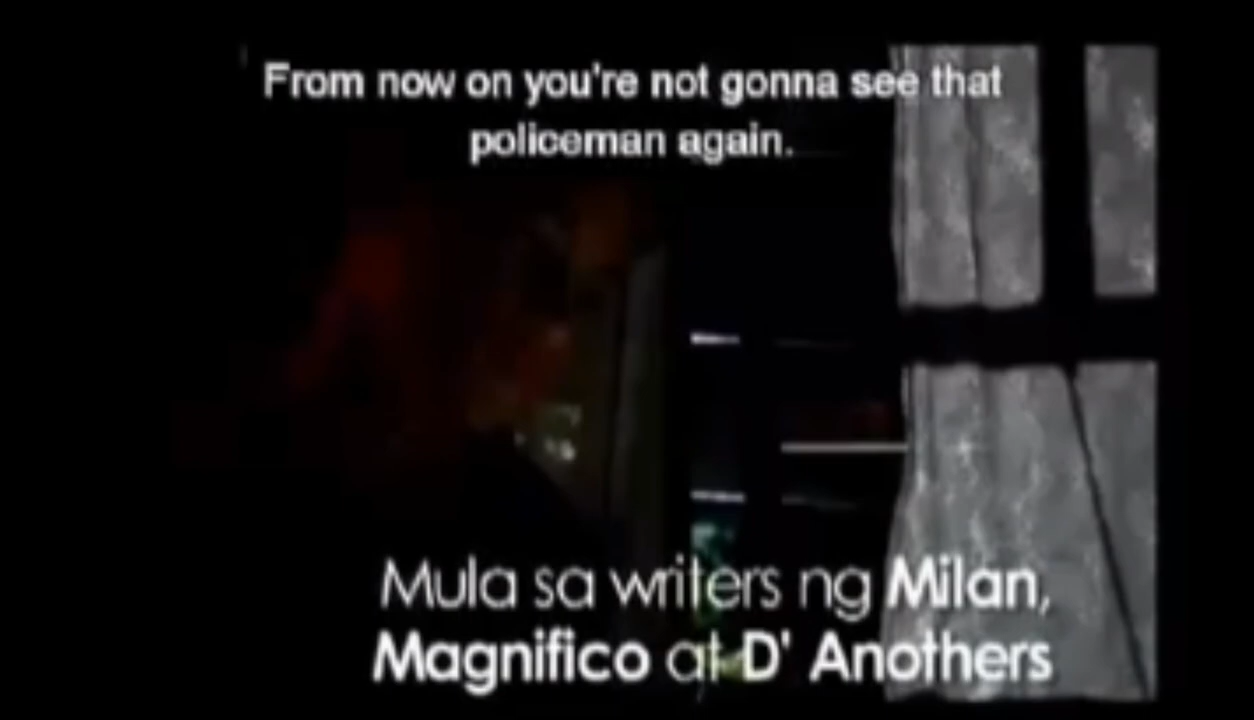 From now on you're not gonna see that
policeman again.
Mula sa writers ng Milan,
Magnifico at D' Anothers